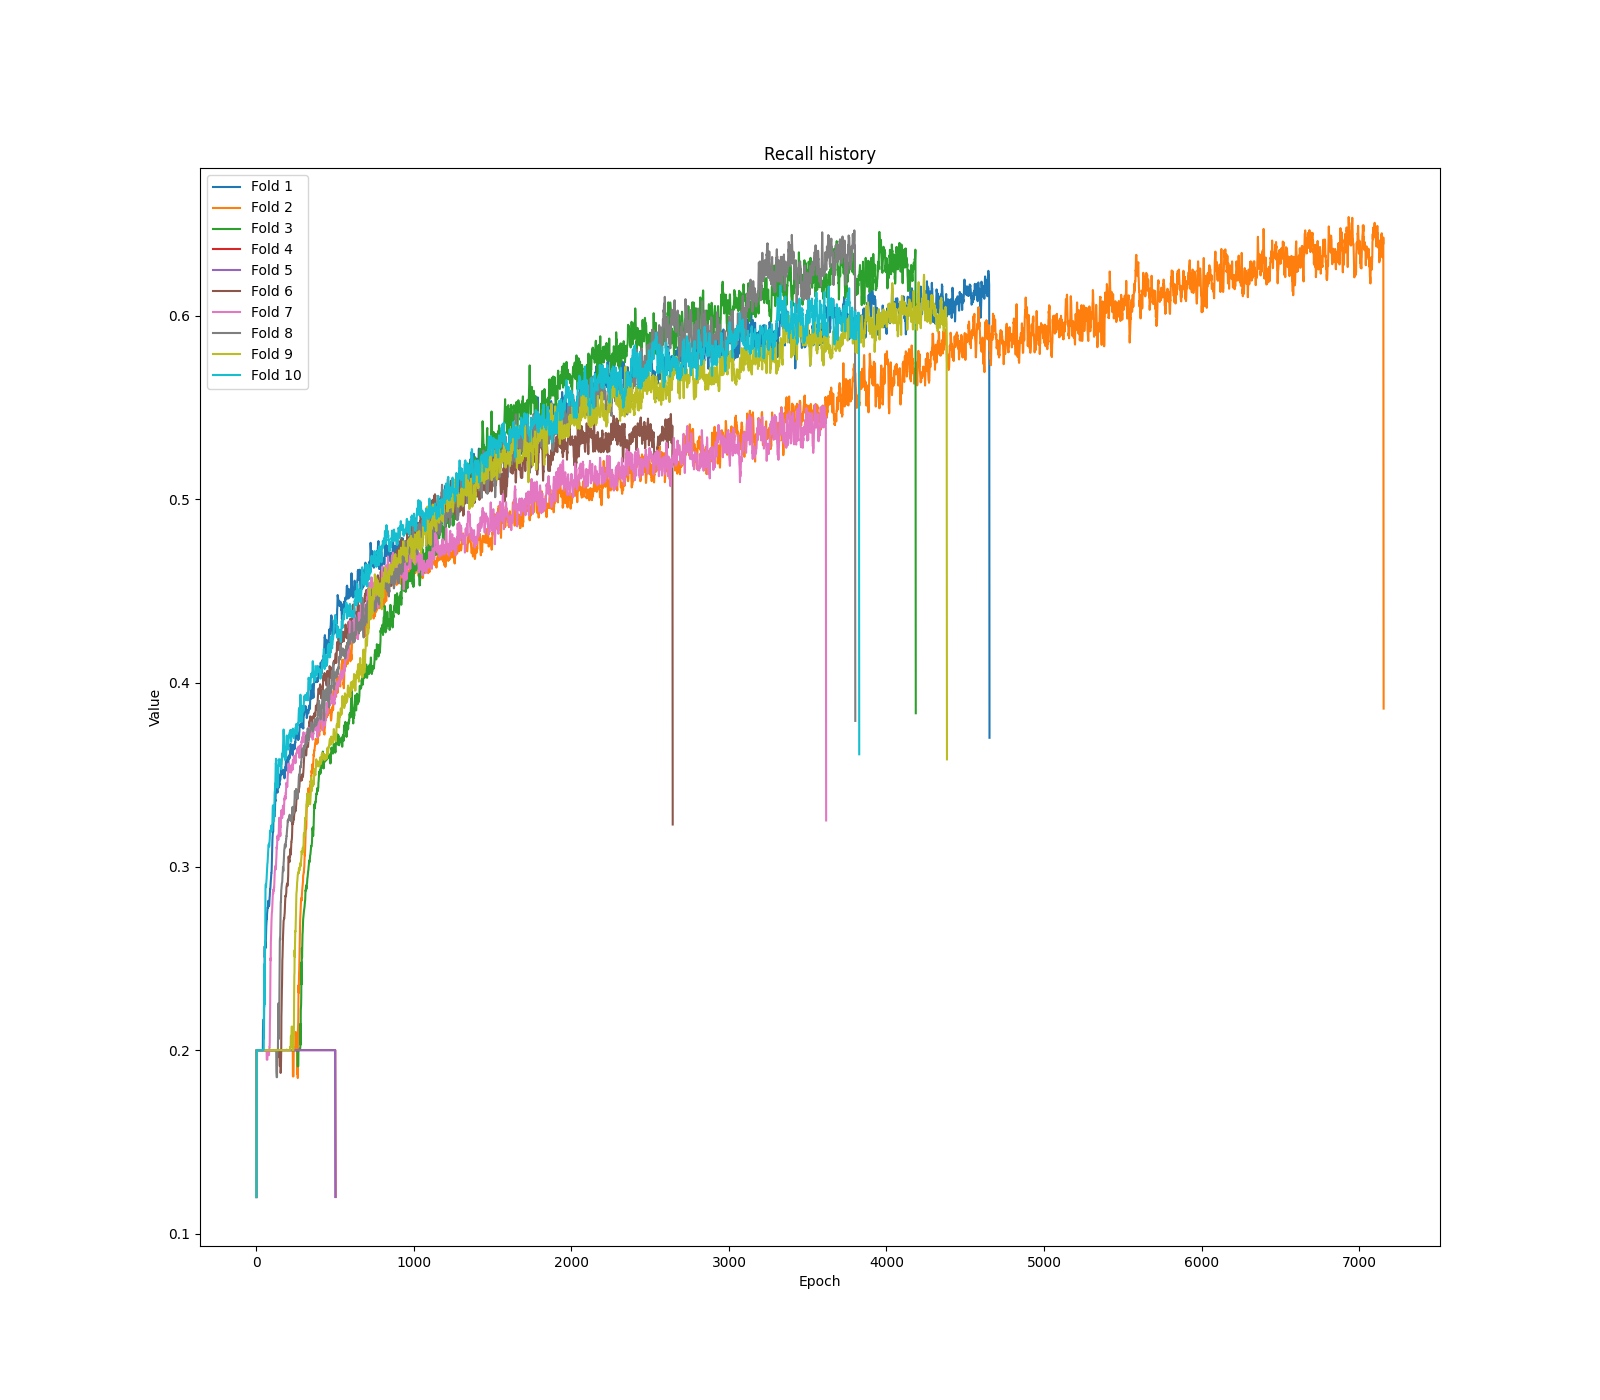 Recall history
Fold 1
Fold 2
Fold 3
Fold 4
Fold 5
Fold 6
Fold 7
Fold 8
Fold 9
Fold 10
Value
0.6
0.5
0.4
0.3
0.2
0.1
0 1000 2000 3000 4000 5000 6000 7000
Epoch